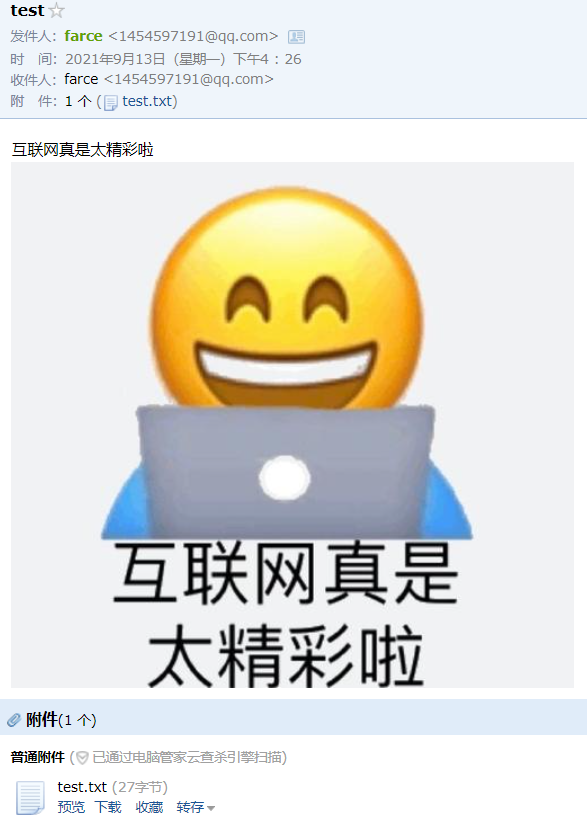 test
发件人：farce <1454597191@qq.com>
时　间：2021年9月13日（星期一）下午4：26
收件人：farce <1454597191@qq.com>
附　件：1 个 (test.txt)
互联网真是太精彩啦
互联网真是
太精彩啦
附件(1 个)
普通附件 (已通过电脑管家云查杀引擎扫描)
test.txt (27字节)
预览 下载 收藏 转存